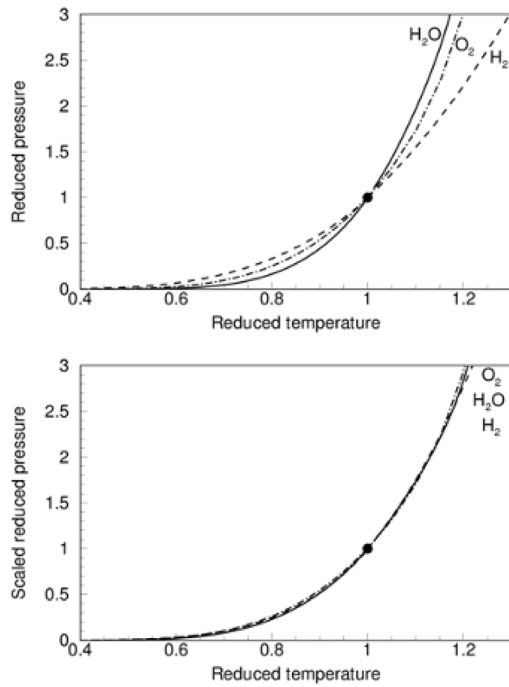 3
2.5
2
1.5
1
0.5
0
H₂O
O₂
H₂
0.4
0.6
0.8
1
1.2
Reduced pressure
Reduced temperature
3
2.5
2
1.5
1
0.5
0
O₂
H₂O
H₂
0.4
0.6
0.8
1
1.2
Scaled reduced pressure
Reduced temperature